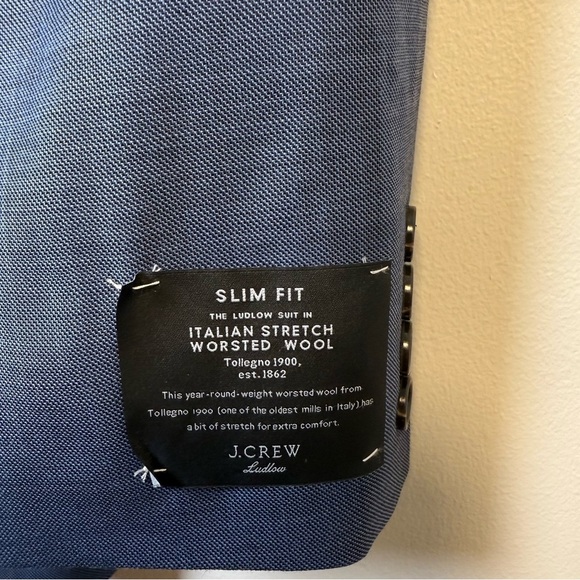 SLIM FIT
THE LUDLOW SUIT IN
ITALIAN STRETCH
WORSTED WOOL
Tollegno 1900,
est. 1862
This year-round-weight worsted wool from
Tollegno 1900 (one of the oldest mills in Italy) has
a bit of stretch for extra comfort.
J.CREW
Ludlow